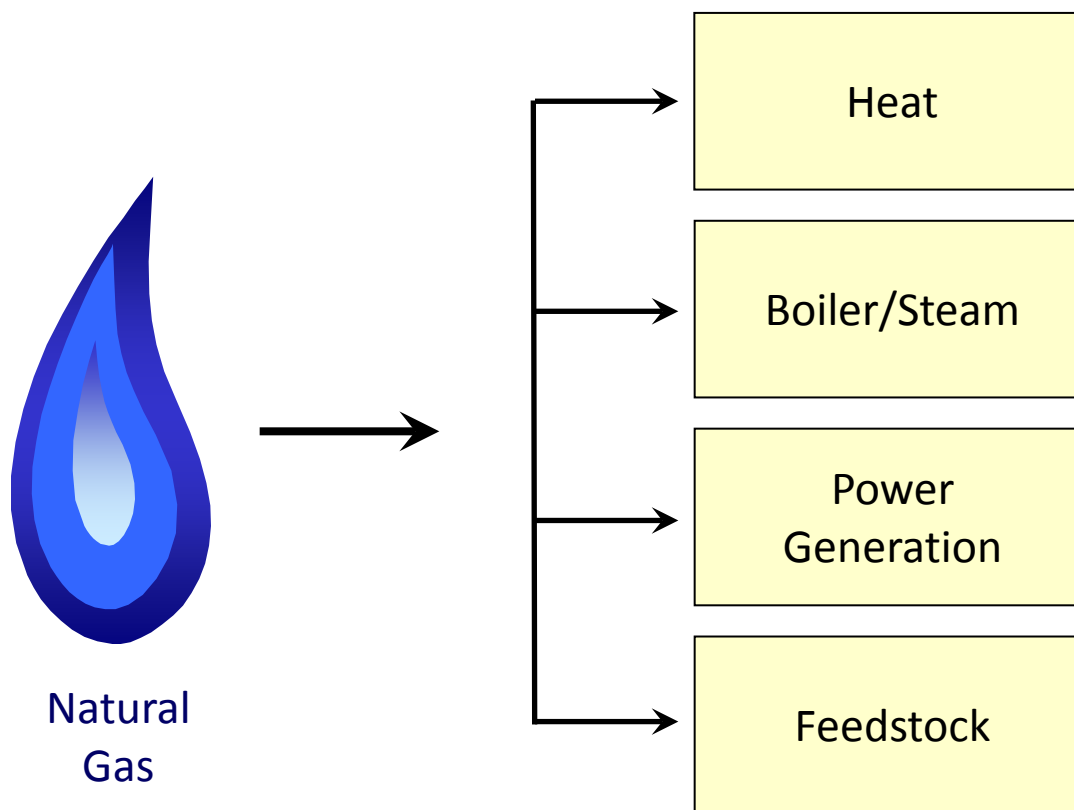 Heat
Boiler/Steam
Power
Generation
Feedstock
Natural
Gas